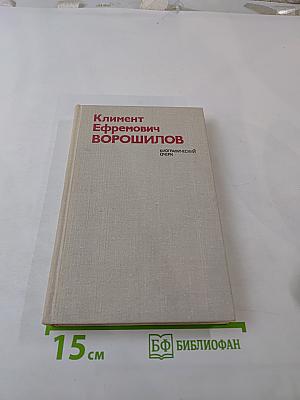 Климент
Ефремович
ВОРОШИЛОВ
БИОГРАФИЧЕСКИЙ
ОЧЕРК
15 см
БФ БИБЛИОФАН